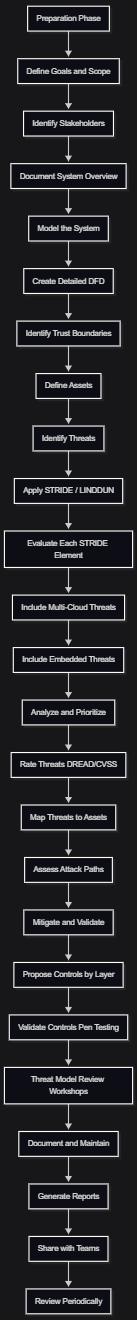 Preparation Phase
Define Goals and Scope
Identify Stakeholders
Document System Overview
Model the System
Create Detailed DFD
Identify Trust Boundaries
Define Assets
Identify Threats
Apply STRIDE / LINDDUN
Evaluate Each STRIDE
Element
Include Multi-Cloud Threats
Include Embedded Threats
Analyze and Prioritize
Rate Threats DREAD/CVSS
Map Threats to Assets
Assess Attack Paths
Mitigate and Validate
Propose Controls by Layer
Validate Controls Pen Testing
Threat Model Review
Workshops
Document and Maintain
Generate Reports
Share with Teams
Review Periodically